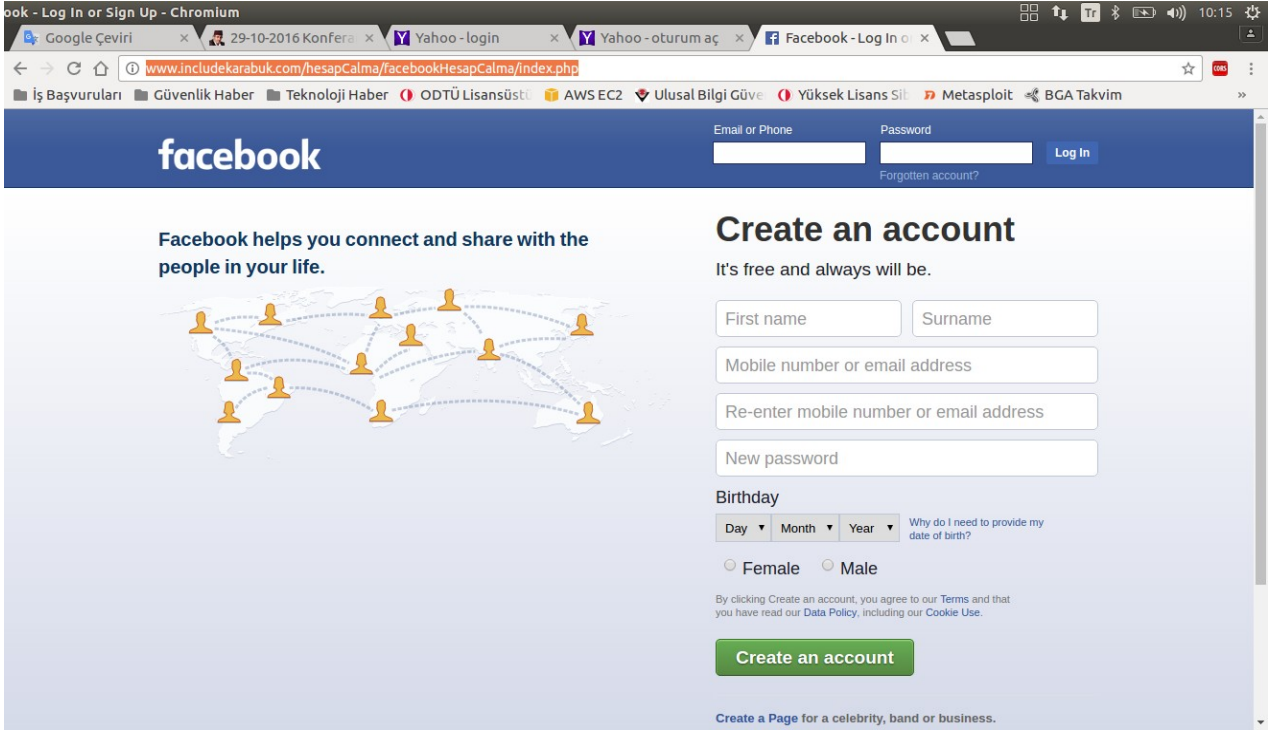 ook - Log In or Sign Up - Chromium
Tr
10:15
Google Çeviri
29-10-2016 Konfera
Yahoo - login
Yahoo - oturum aç
Facebook - Log In o
www.includekarabuk.com/hesapCalma/facebookHesapCalma/index.php
CORS
İş Başvuruları
Güvenlik Haber
Teknoloji Haber
ODTÜ Lisansüstü
AWS EC2
Ulusal Bilgi Güve
Yüksek Lisans Sit
Metasploit
BGA Takvim
»
facebook
Email or Phone
Password
Log In
Forgotten account?
Facebook helps you connect and share with the
people in your life.
Create an account
It's free and always will be.
First name
Surname
Mobile number or email address
Re-enter mobile number or email address
New password
Birthday
Day
Month
Year
Why do I need to provide my
date of birth?
Female
Male
By clicking Create an account, you agree to our Terms and that
you have read our Data Policy, including our Cookie Use.
Create an account
Create a Page for a celebrity, band or business.